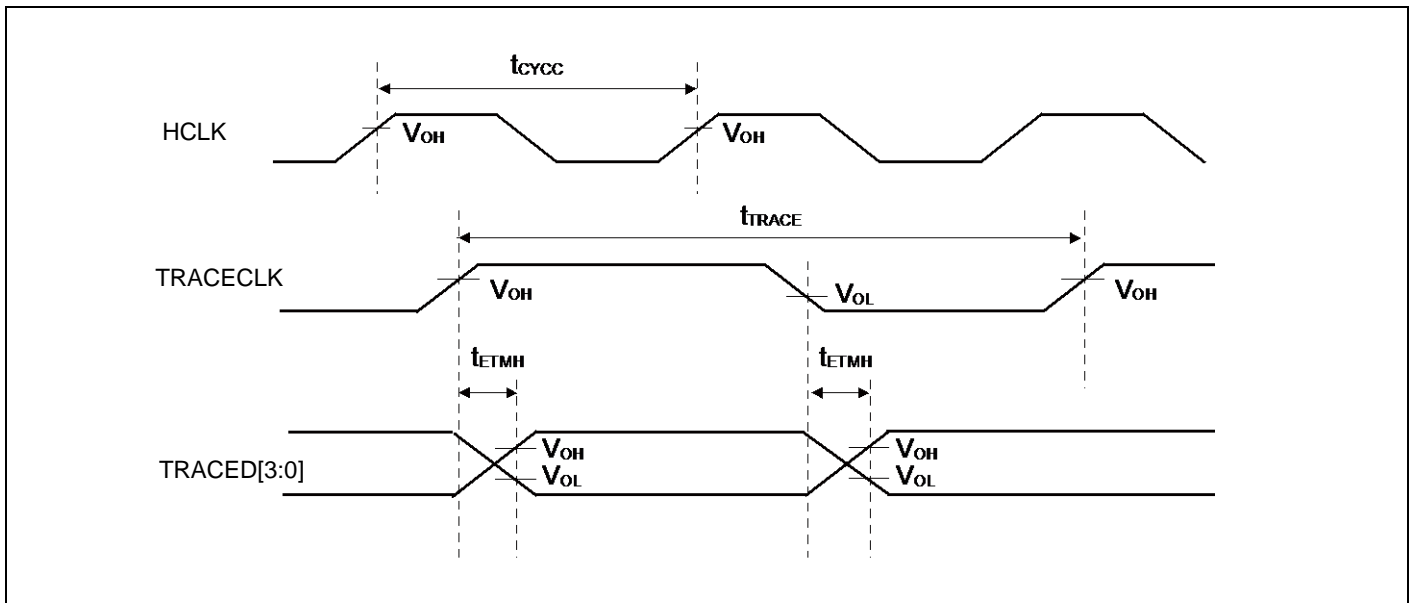 tCYCC
HCLK
VOH
VOH
tTRACE
TRACECLK
VOH
VOL
VOH
tETMH
tETMH
TRACED[3:0]
VOH
VOH
VOL
VOL